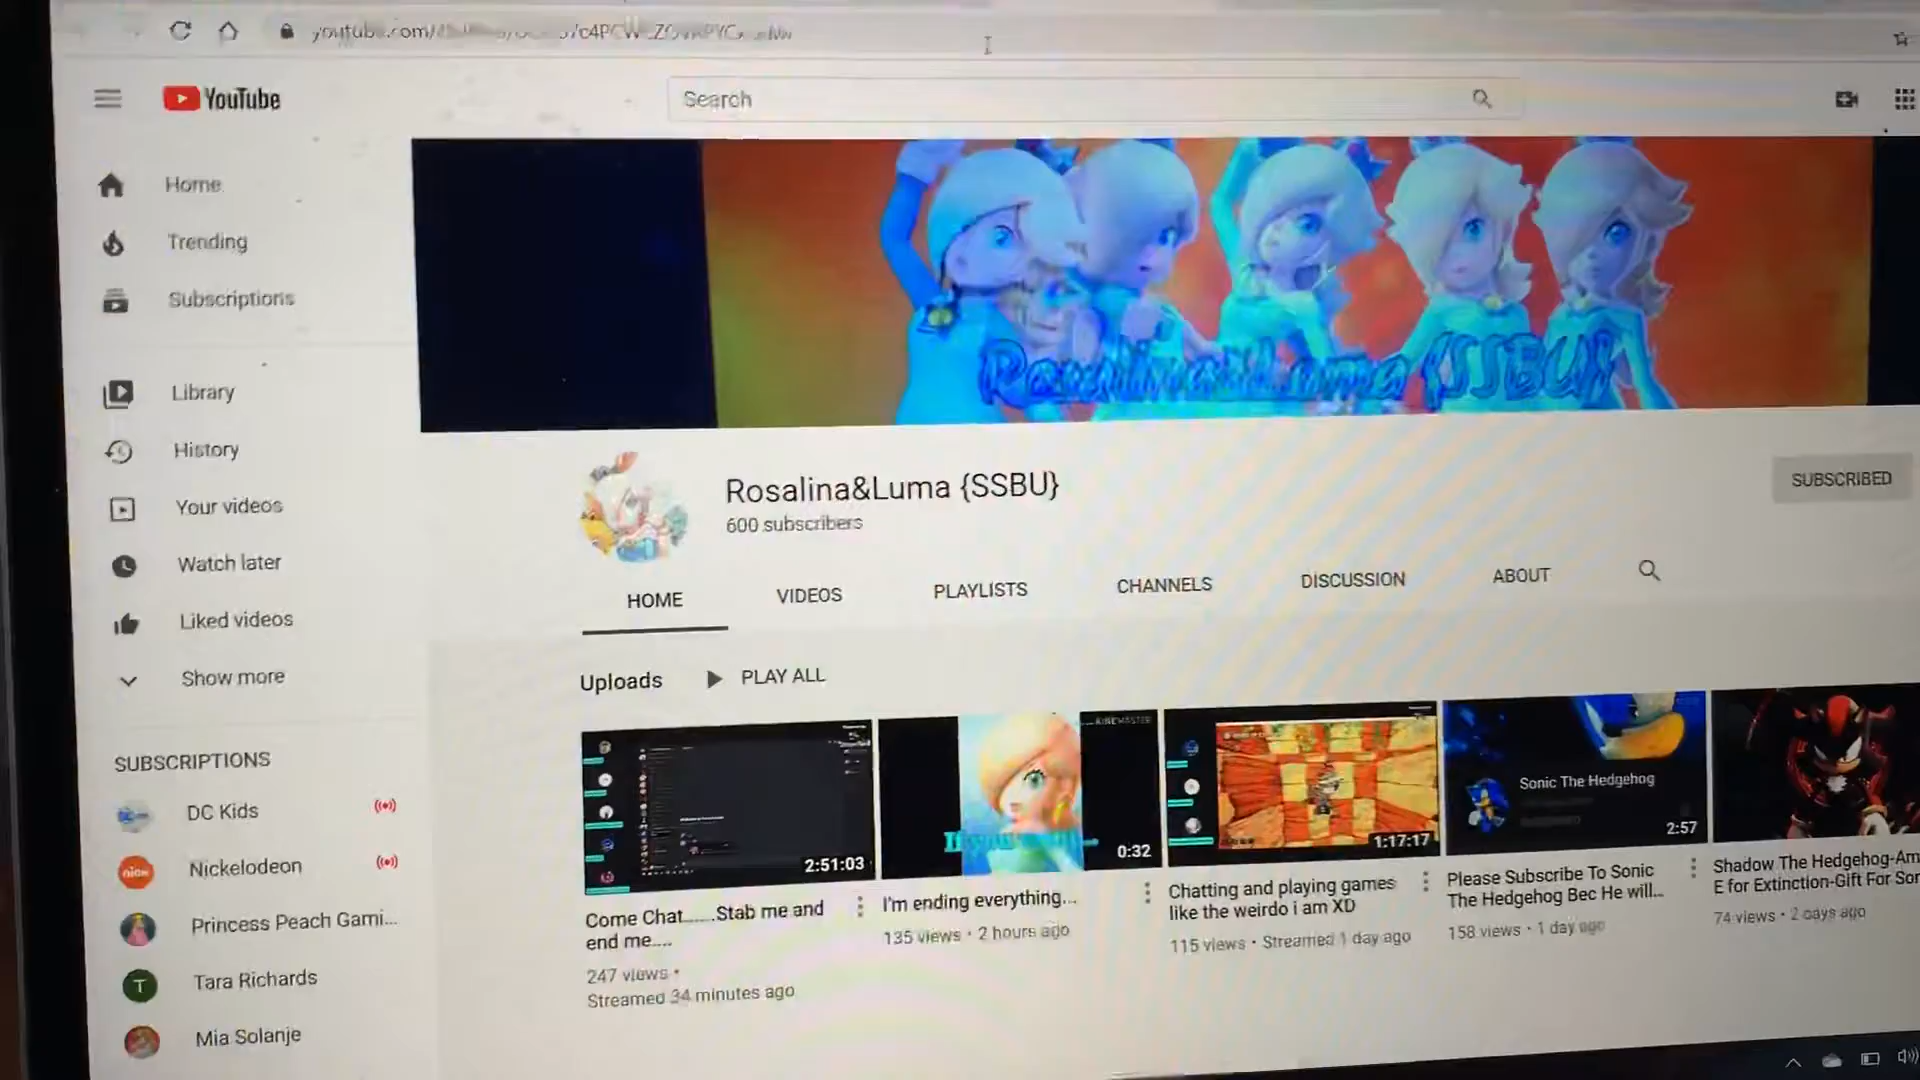 YouTube
Search
Home
Trending
Subscriptions
Library
History
Your videos
Watch later
Liked videos
Show more
SUBSCRIPTIONS
DC Kids
Nickelodeon
Princess Peach Gami...
Tara Richards
Mia Solanje
Rosalina&Luma {SSBU}
600 subscribers
SUBSCRIBED
HOME
VIDEOS
PLAYLISTS
CHANNELS
DISCUSSION
ABOUT
Uploads
PLAY ALL
2:51:03
Come Chat......Stab me and
end me....
247 views •
Streamed 34 minutes ago
KINEMASTER
0:32
I'm ending everything...
135 views • 2 hours ago
1:17:17
Chatting and playing games
like the weirdo i am XD
115 views • Streamed 1 day ago
Sonic The Hedgehog
2:57
Please Subscribe To Sonic
The Hedgehog Bec He will...
158 views • 1 day ago
Shadow The Hedgehog-Am
E for Extinction-Gift For Son
74 views • 2 days ago